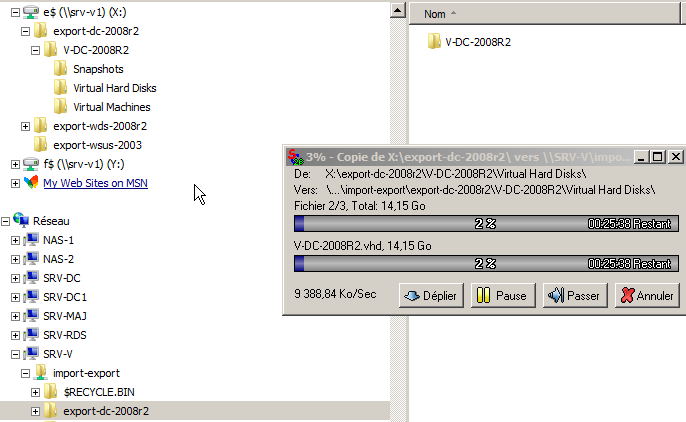 e$ (\\srv-v1) (X:)
export-dc-2008r2
V-DC-2008R2
Snapshots
Virtual Hard Disks
Virtual Machines
export-wds-2008r2
export-wsus-2003
f$ (\\srv-v1) (Y:)
My Web Sites on MSN
Réseau
NAS-1
NAS-2
SRV-DC
SRV-DC1
SRV-MAJ
SRV-RDS
SRV-V
import-export
$RECYCLE.BIN
export-dc-2008r2
Nom
V-DC-2008R2
3% - Copie de X:\export-dc-2008r2\ vers \\SRV-V\impo...
De: X:\export-dc-2008r2\V-DC-2008R2\Virtual Hard Disks\
Vers: \...\import-export\export-dc-2008r2\V-DC-2008R2\Virtual Hard Disks\
Fichier 2/3, Total: 14,15 Go
2 % 00:25:38 Restant
V-DC-2008R2.vhd, 14,15 Go
2 % 00:25:38 Restant
9 388,84 Ko/Sec Déplier Pause Passer Annuler